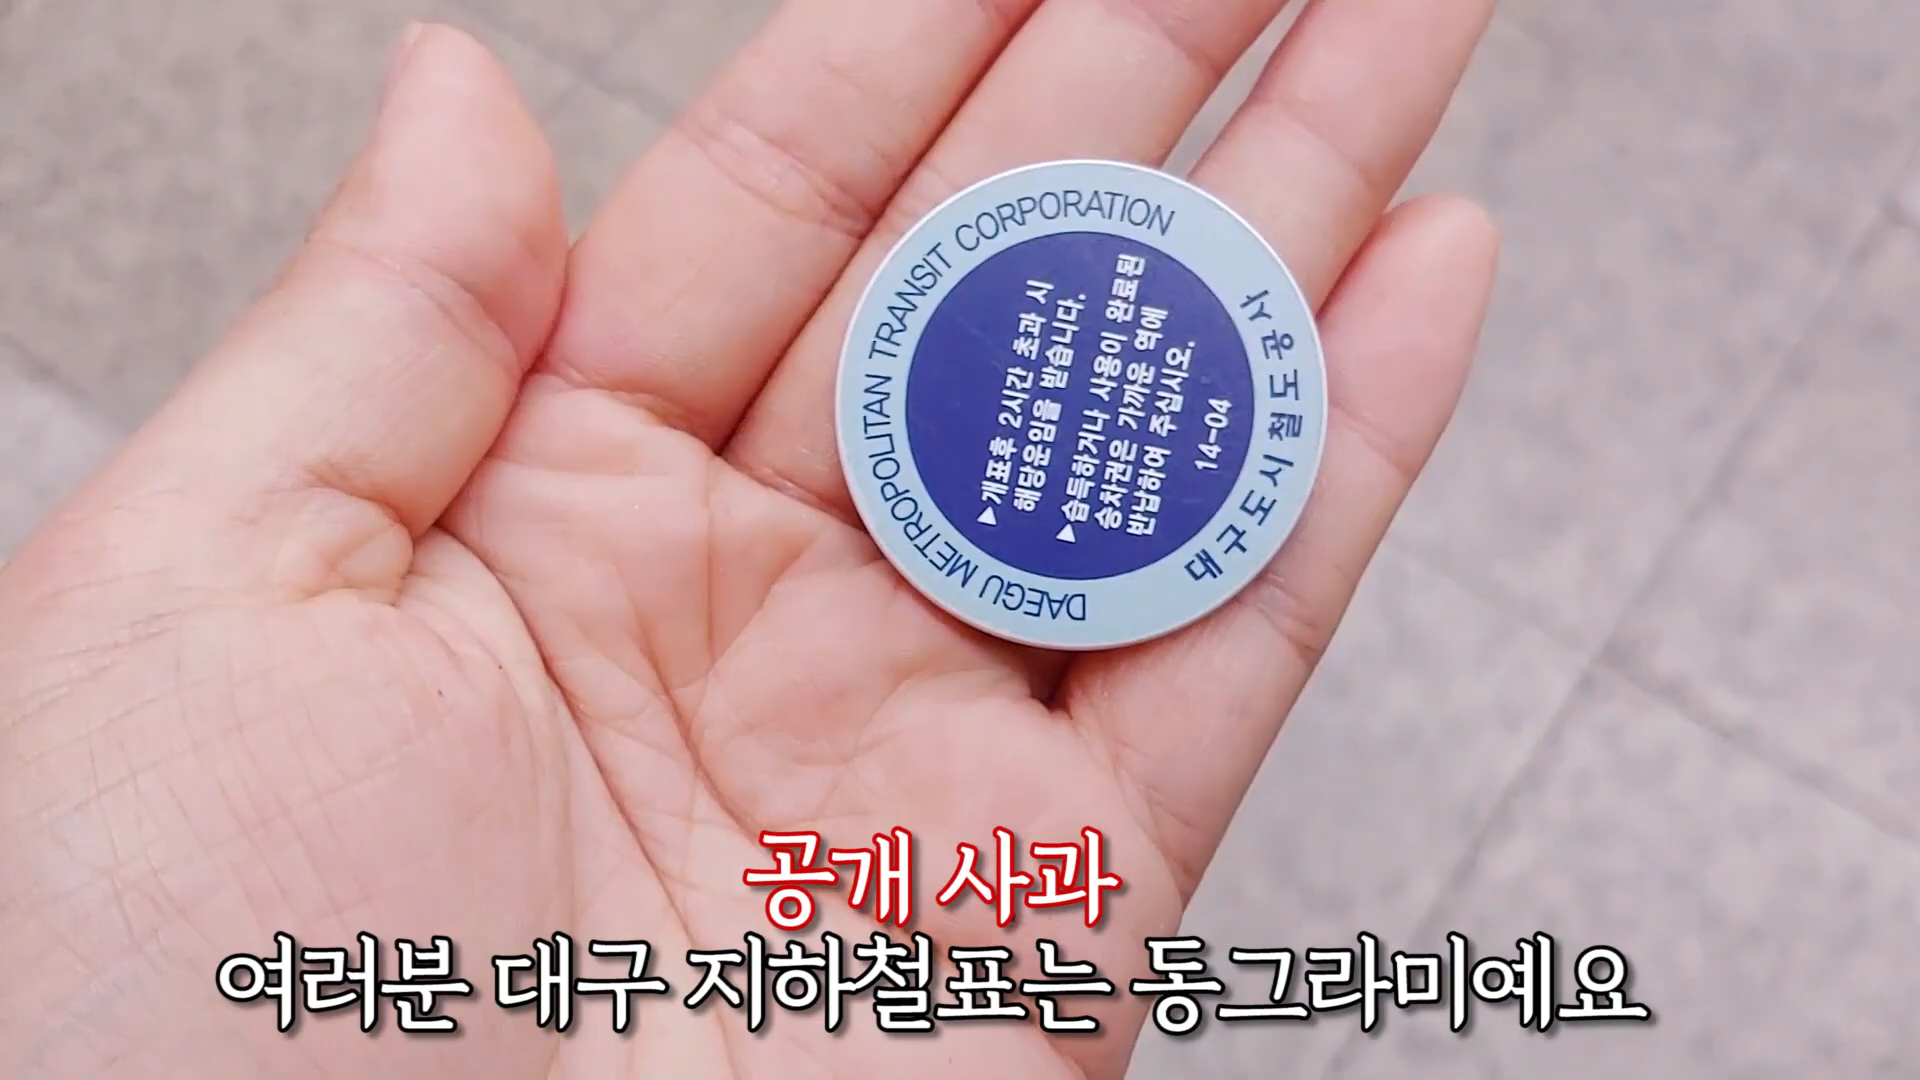 DAEGU METROPOLITAN TRANSIT CORPORATION
▶개표후 2시간 초과 시
해당운임을 받습니다.
▶습득하거나 사용이 완료된
승차권은 가까운 역에
반납하여 주십시오.
14-04
대구도시철도공사
공개 사과
여러분 대구 지하철표는 동그라미예요